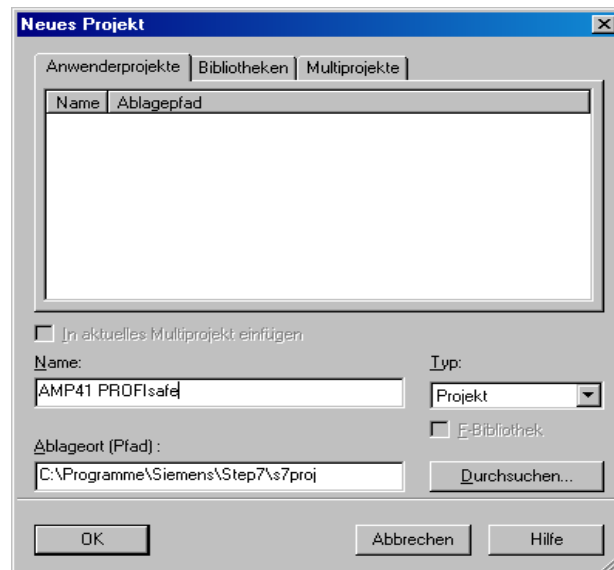 Neues Projekt
Anwenderprojekte Bibliotheken Multiprojekte
Name Ablagepfad
In aktuelles Multiprojekt einfügen
Name:
Typ:
AMP41 PROFIsafe
Projekt
F-Bibliothek
Ablageort (Pfad) :
C:\Programme\Siemens\Step7\s7proj
Durchsuchen...
OK Abbrechen Hilfe